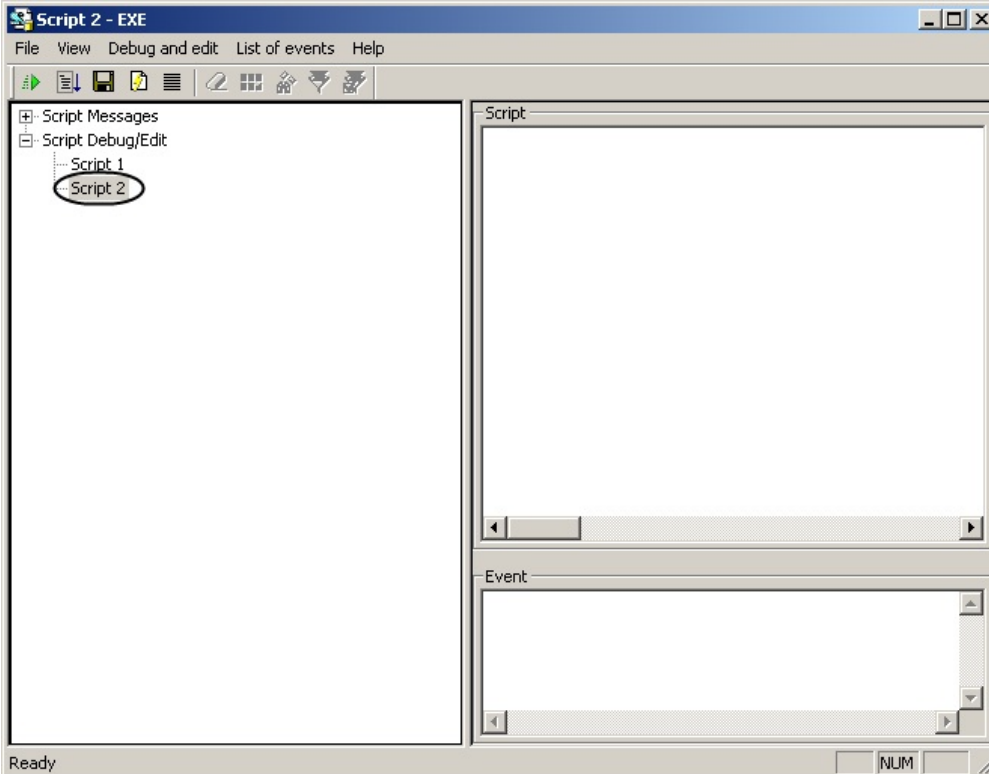 Script 2 - EXE
File View Debug and edit List of events Help
Script Messages
Script Debug/Edit
Script 1
Script 2
Script
Event
Ready
NUM